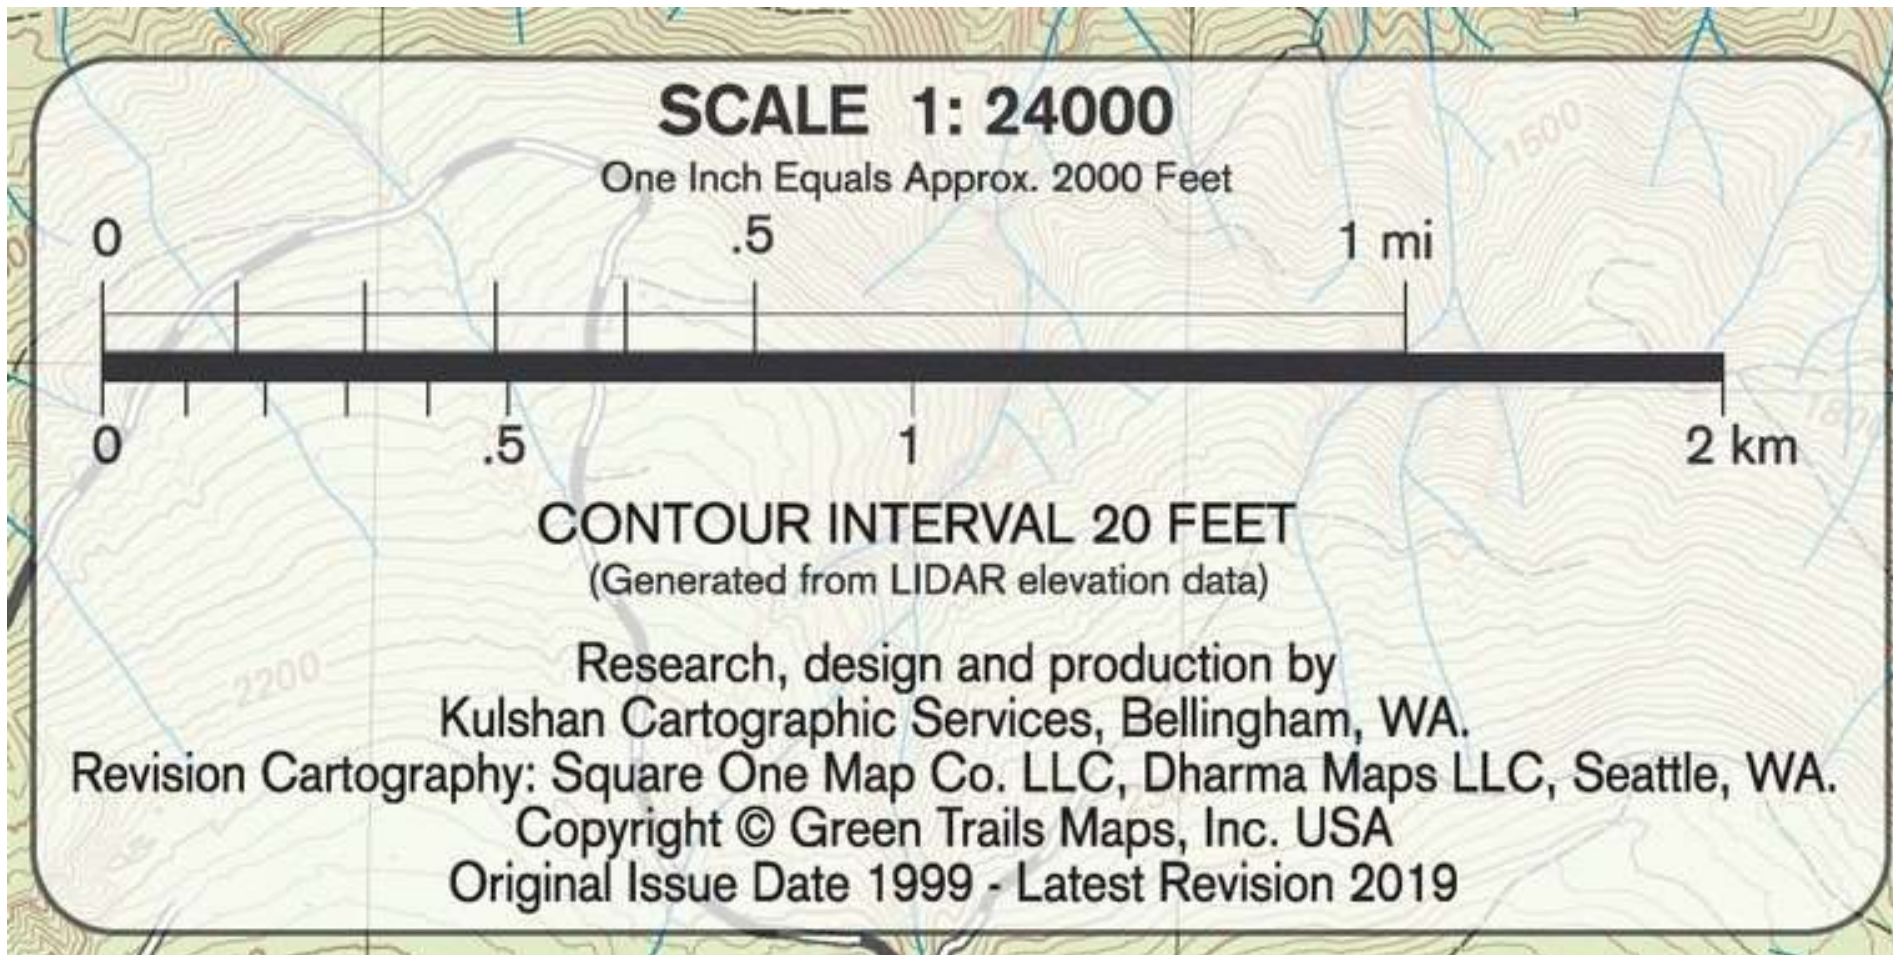 SCALE 1: 24000
One Inch Equals Approx. 2000 Feet
0 .5 1 mi
0 .5 1 2 km
CONTOUR INTERVAL 20 FEET
(Generated from LIDAR elevation data)
Research, design and production by
Kulshan Cartographic Services, Bellingham, WA.
Revision Cartography: Square One Map Co. LLC, Dharma Maps LLC, Seattle, WA.
Copyright © Green Trails Maps, Inc. USA
Original Issue Date 1999 - Latest Revision 2019
1500
2200